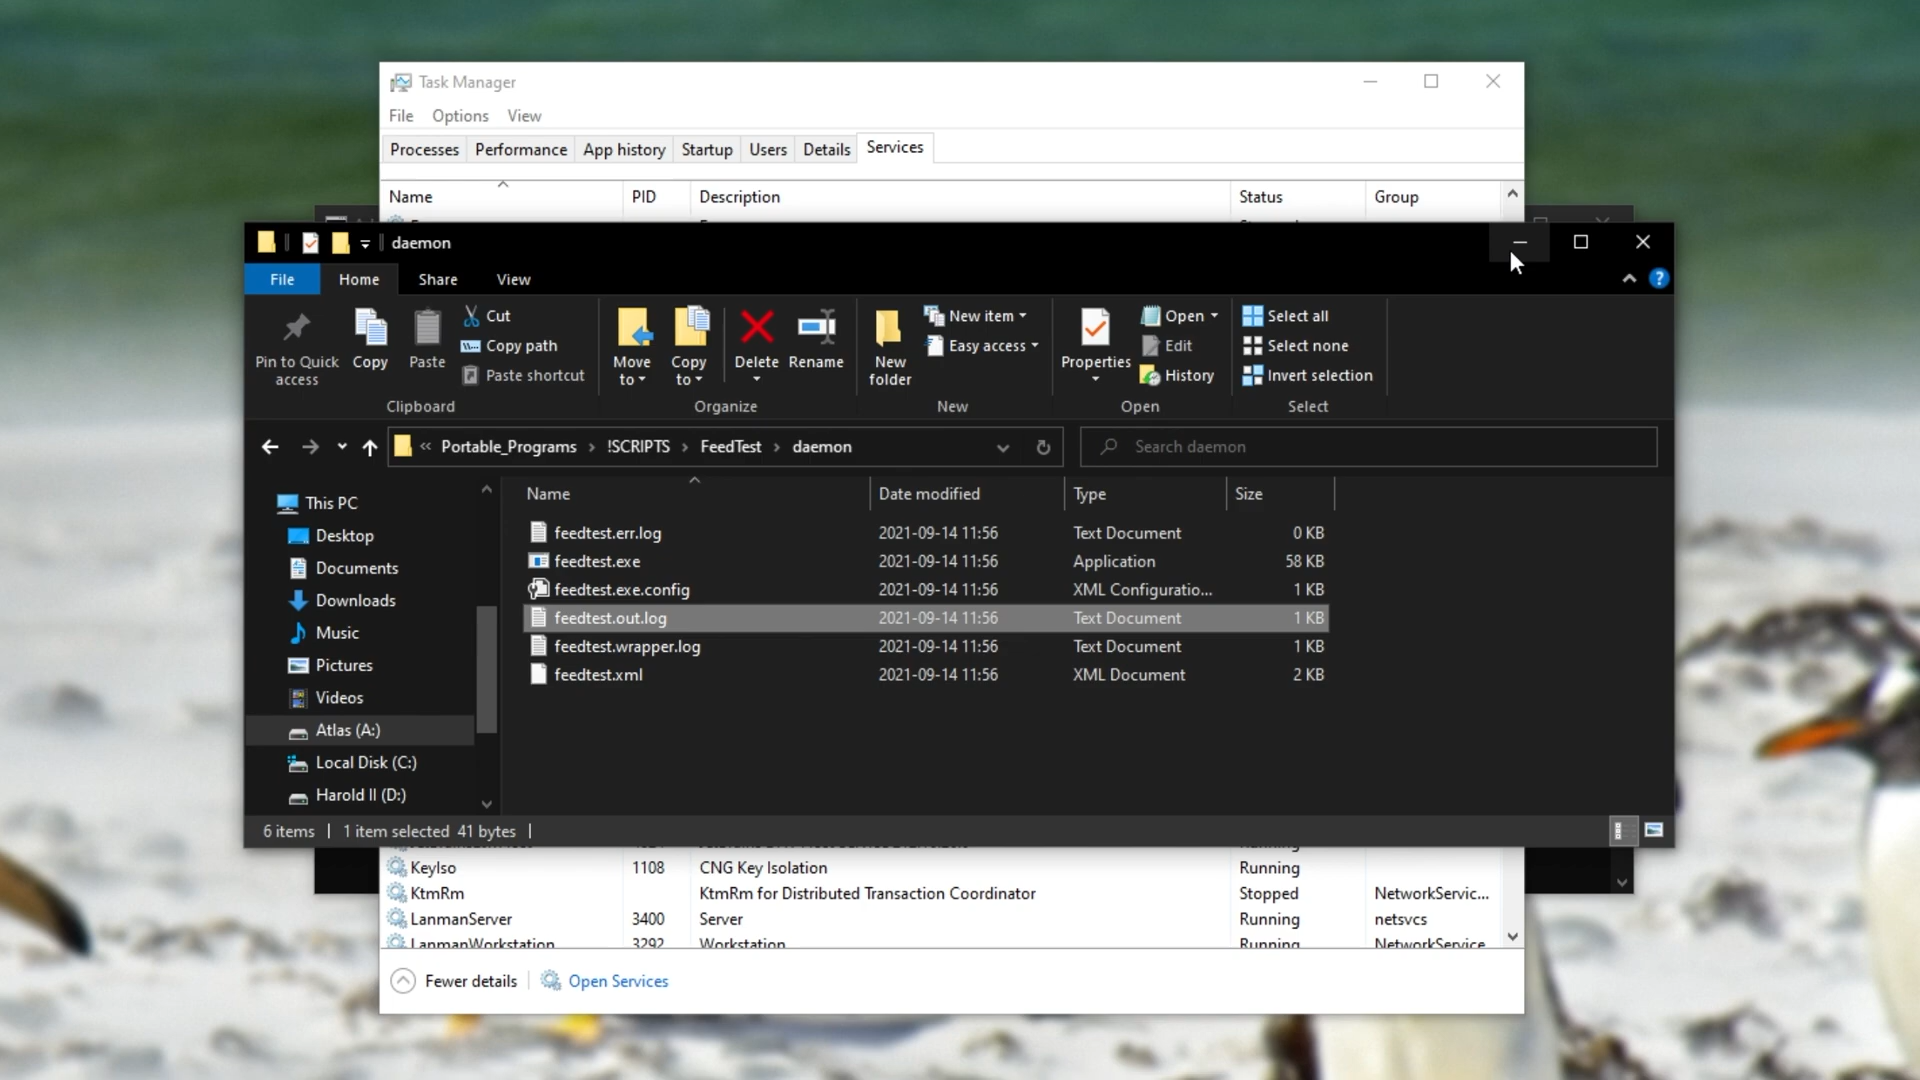 Task Manager
File Options View
Processes Performance App history Startup Users Details Services
Name PID Description Status Group
daemon
File Home Share View
Pin to Quick access
Copy
Paste
Cut
Copy path
Paste shortcut
Clipboard
Move to
Copy to
Delete
Rename
Organize
New folder
New item
Easy access
New
Properties
Open
Edit
History
Open
Select all
Select none
Invert selection
Select
« Portable_Programs › !SCRIPTS › FeedTest › daemon
Search daemon
This PC
Desktop
Documents
Downloads
Music
Pictures
Videos
Atlas (A:)
Local Disk (C:)
Harold II (D:)
Name Date modified Type Size
feedtest.err.log 2021-09-14 11:56 Text Document 0 KB
feedtest.exe 2021-09-14 11:56 Application 58 KB
feedtest.exe.config 2021-09-14 11:56 XML Configuratio... 1 KB
feedtest.out.log 2021-09-14 11:56 Text Document 1 KB
feedtest.wrapper.log 2021-09-14 11:56 Text Document 1 KB
feedtest.xml 2021-09-14 11:56 XML Document 2 KB
6 items 1 item selected 41 bytes
KeyIso 1108 CNG Key Isolation Running
KtmRm KtmRm for Distributed Transaction Coordinator Stopped NetworkServic...
LanmanServer 3400 Server Running netsvcs
LanmanWorkstation 3292 Workstation Running NetworkService
Fewer details Open Services